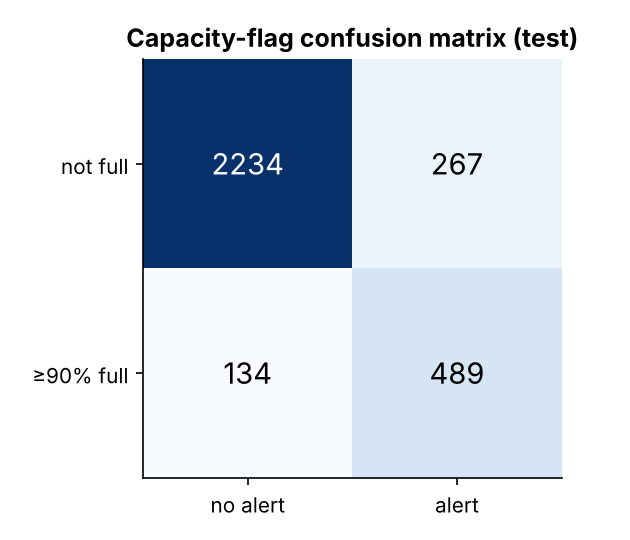 Capacity-flag confusion matrix (test)
not full
2234
267
≥90% full
134
489
no alert
alert